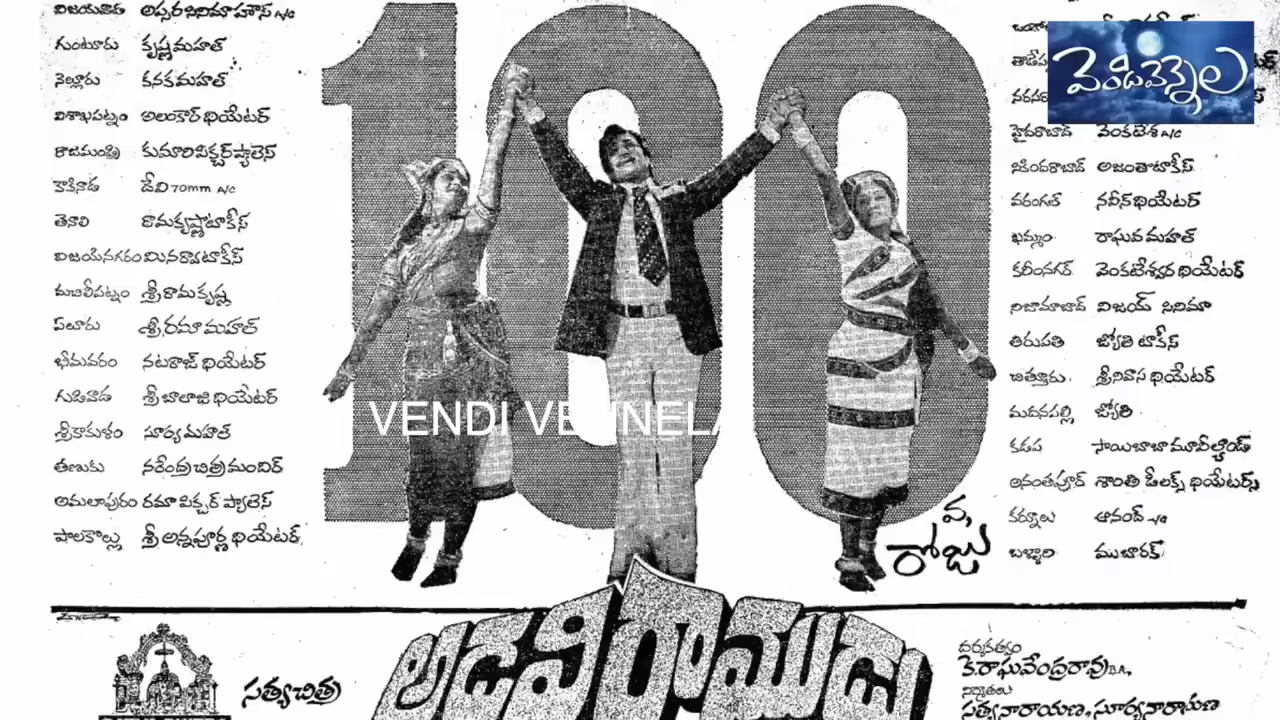 విజయవాడ అప్సర సినిమా హౌస్ A/c
గుంటూరు కృష్ణమహల్
నెల్లూరు కనకమహల్
విశాఖపట్నం అలంకార్ థియేటర్
రాజమండ్రి కుమారి పిక్చర్ ప్యాలెస్
కాకినాడ దేవి 70mm A/c
తెనాలి రామకృష్ణా టాకీస్
విజయనగరం మినర్వా టాకీస్
మచిలీపట్నం శ్రీరామకృష్ణ
ఏలూరు శ్రీరమామహల్
భీమవరం నటరాజ్ థియేటర్
గుడివాడ శ్రీబాలాజి థియేటర్
శ్రీకాకుళం సూర్యమహల్
తణుకు నరేంద్ర చిత్రమందిర్
అమలాపురం రమా పిక్చర్ ప్యాలెస్
పాలకొల్లు శ్రీ అన్నపూర్ణ థియేటర్
100
వ రోజు
VENDI VENNELA
వెండివెన్నెల
హైదరాబాద్ వెంకటేశ A/c
సికిందరాబాద్ అజంతా టాకీస్
వరంగల్ నవీన్ థియేటర్
ఖమ్మం రాఘవ మహల్
కరీంనగర్ వెంకటేశ్వర థియేటర్
నిజామాబాద్ విజయ్ సినిమా
తిరుపతి జ్యోతి టాకీస్
చిత్తూరు శ్రీనివాస థియేటర్
మదనపల్లి జ్యోతి
కడప సాయిబాబా మూవీల్యాండ్
అనంతపూర్ శాంతి డీలక్స్ థియేటర్స్
కర్నూలు ఆనంద్ A/c
బళ్ళారి ముబారక్
సత్యచిత్ర
అడవిరాముడు
దర్శకత్వం
కె.రాఘవేంద్రరావు B.A.,
నిర్మాతలు
సత్యనారాయణ, సూర్యనారాయణ